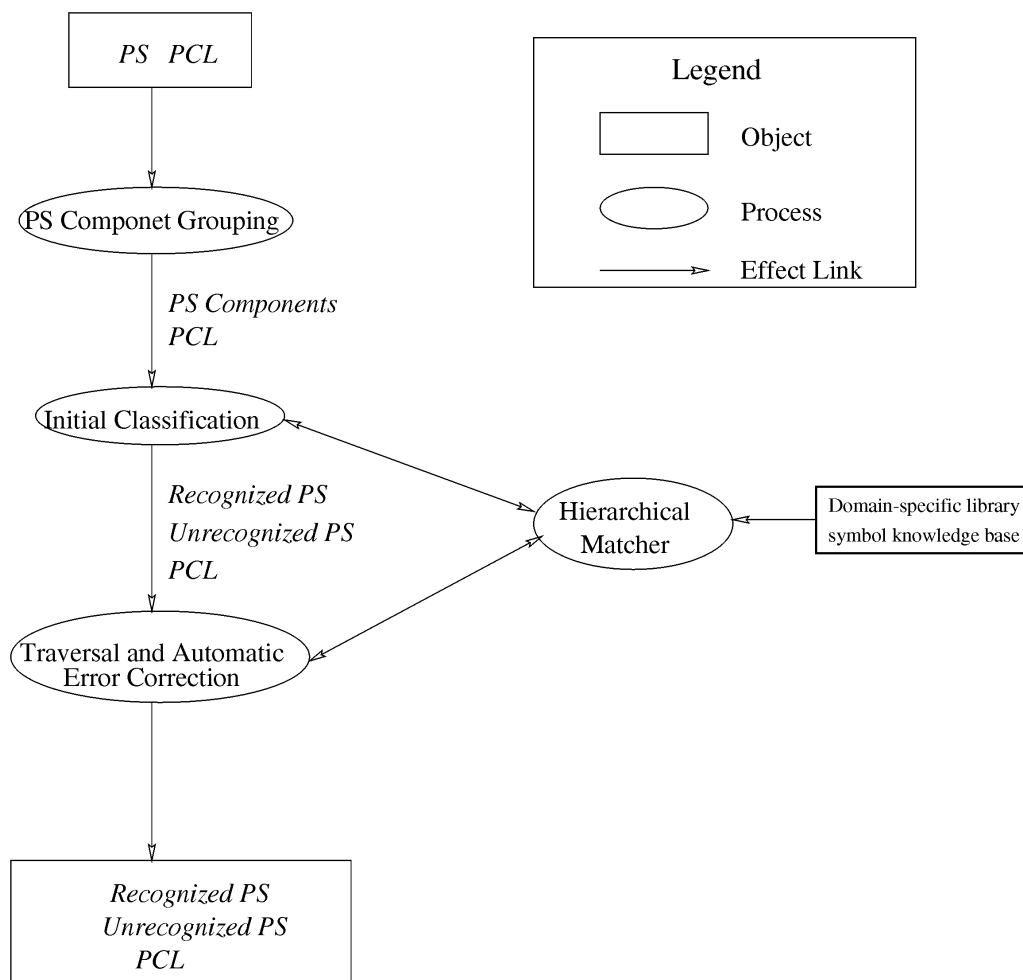 PS PCL
Legend
Object
Process
Effect Link
PS Componet Grouping
PS Components
PCL
Initial Classification
Recognized PS
Unrecognized PS
PCL
Hierarchical
Matcher
Domain-specific library
symbol knowledge base
Traversal and Automatic
Error Correction
Recognized PS
Unrecognized PS
PCL